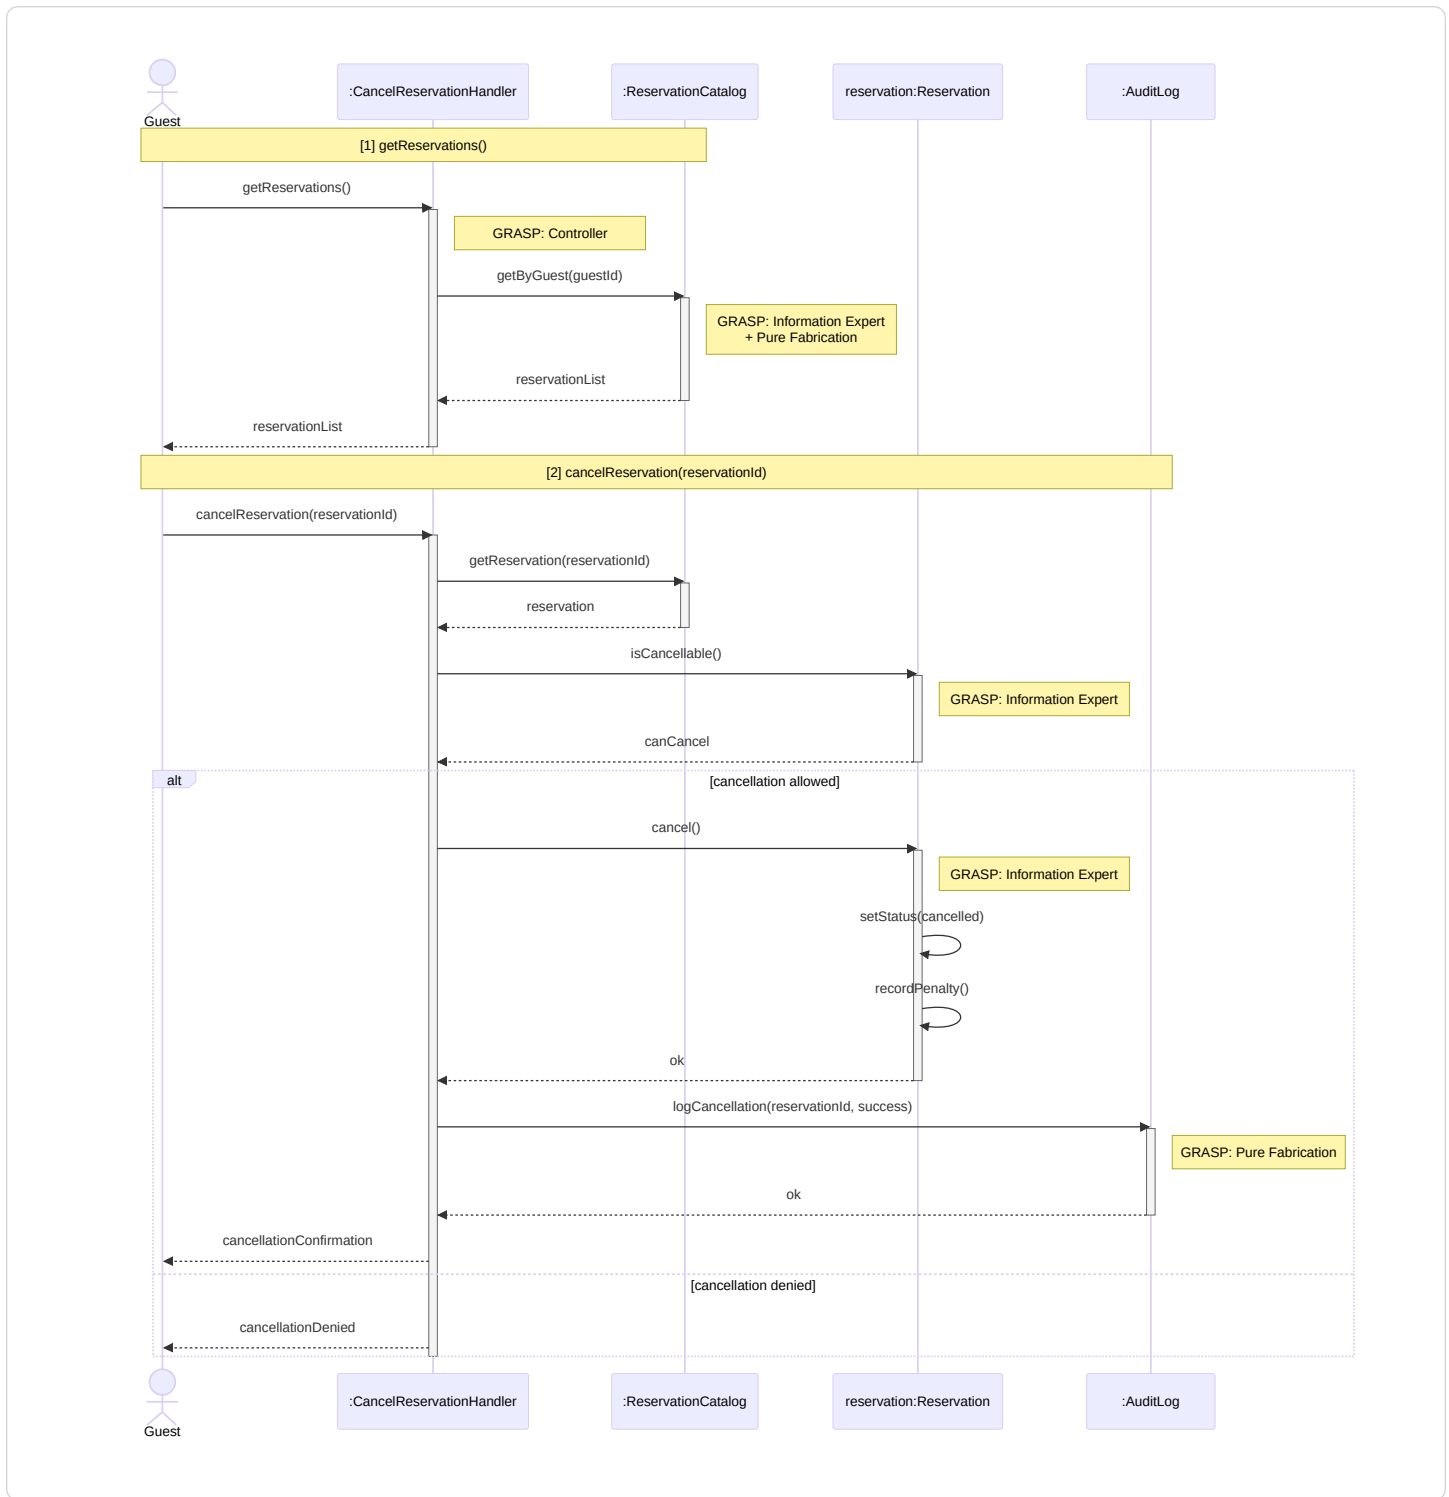 :CancelReservationHandler
:ReservationCatalog
reservation:Reservation
:AuditLog
Guest
[1] getReservations()
getReservations()
GRASP: Controller
getByGuest(guestId)
GRASP: Information Expert
+ Pure Fabrication
reservationList
reservationList
[2] cancelReservation(reservationId)
cancelReservation(reservationId)
getReservation(reservationId)
reservation
isCancellable()
GRASP: Information Expert
canCancel
alt
[cancellation allowed]
cancel()
GRASP: Information Expert
setStatus(cancelled)
recordPenalty()
ok
logCancellation(reservationId, success)
GRASP: Pure Fabrication
ok
cancellationConfirmation
[cancellation denied]
cancellationDenied
:CancelReservationHandler
:ReservationCatalog
reservation:Reservation
:AuditLog
Guest